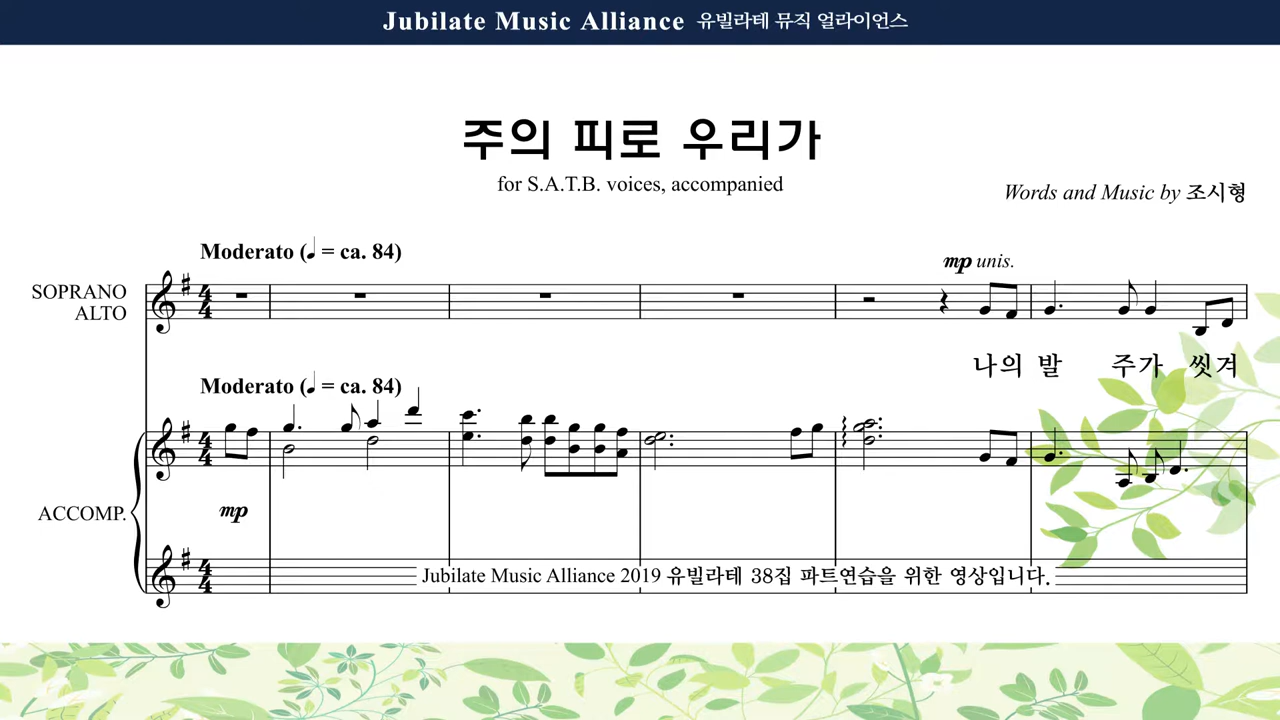 Jubilate Music Alliance 유빌라테 뮤직 얼라이언스
주의 피로 우리가
for S.A.T.B. voices, accompanied
Words and Music by 조시형
Moderato (♩ = ca. 84)
mp unis.
SOPRANO
ALTO
나의 발 주가 씻겨
Moderato (♩ = ca. 84)
mp
ACCOMP.
Jubilate Music Alliance 2019 유빌라테 38집 파트연습을 위한 영상입니다.